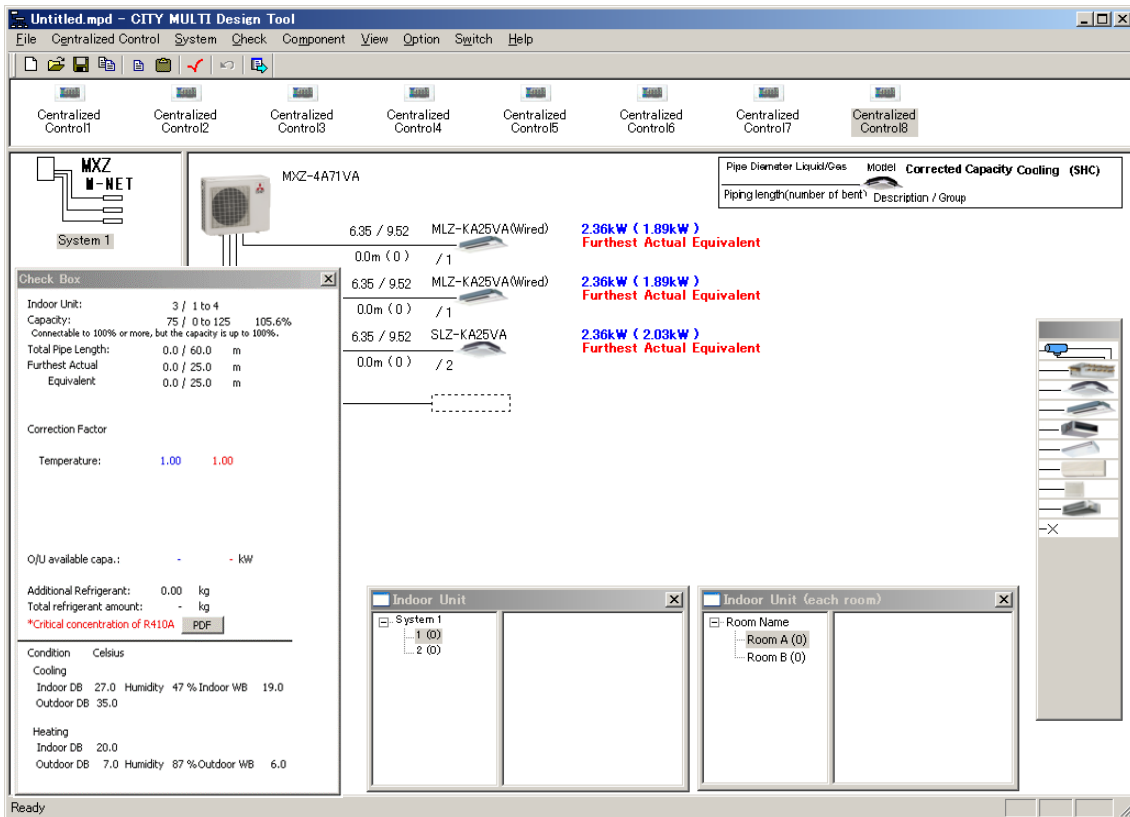 Untitled.mpd - CITY MULTI Design Tool
File Centralized Control System Check Component View Option Switch Help
Centralized Control1
Centralized Control2
Centralized Control3
Centralized Control4
Centralized Control5
Centralized Control6
Centralized Control7
Centralized Control8
MXZ
M-NET
System 1
MXZ-4A71VA
Pipe Diameter Liquid/Gas Model Corrected Capacity Cooling (SHC)
Piping length(number of bent) Description / Group
6.35 / 9.52 MLZ-KA25VA(Wired) 2.36kW ( 1.89kW )
Furthest Actual Equivalent
0.0m ( 0 ) / 1
6.35 / 9.52 MLZ-KA25VA(Wired) 2.36kW ( 1.89kW )
Furthest Actual Equivalent
0.0m ( 0 ) / 1
6.35 / 9.52 SLZ-KA25VA 2.36kW ( 2.03kW )
Furthest Actual Equivalent
0.0m ( 0 ) / 2
Check Box
Indoor Unit: 3 / 1 to 4
Capacity: 75 / 0 to 125 105.6%
Connectable to 100% or more, but the capacity is up to 100%.
Total Pipe Length: 0.0 / 60.0 m
Furthest Actual 0.0 / 25.0 m
Equivalent 0.0 / 25.0 m
Correction Factor
Temperature: 1.00 1.00
O/U available capa.: - - kW
Additional Refrigerant: 0.00 kg
Total refrigerant amount: - kg
*Critical concentration of R410A PDF
Condition Celsius
Cooling
Indoor DB 27.0 Humidity 47 % Indoor WB 19.0
Outdoor DB 35.0
Heating
Indoor DB 20.0
Outdoor DB 7.0 Humidity 87 % Outdoor WB 6.0
Indoor Unit
System 1
1 (0)
2 (0)
Indoor Unit (each room)
Room Name
Room A (0)
Room B (0)
Ready